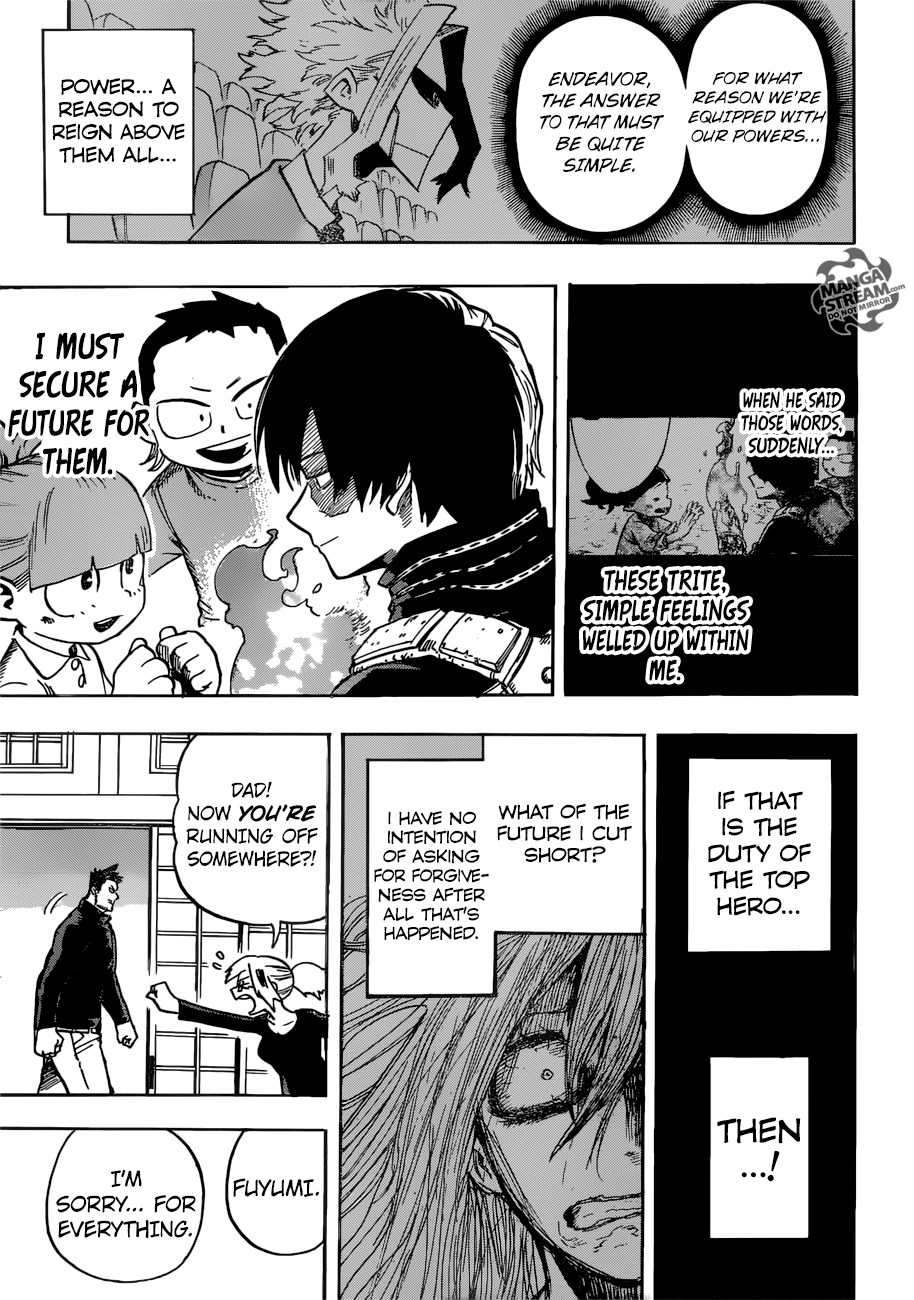 FOR WHAT
REASON WE'RE
EQUIPPED WITH
OUR POWERS...
ENDEAVOR,
THE ANSWER
TO THAT MUST
BE QUITE
SIMPLE.
POWER... A
REASON TO
REIGN ABOVE
THEM ALL...
MANGA
STREAM.com
DO NOT MIRROR
WHEN HE SAID
THOSE WORDS,
SUDDENLY...
THESE TRITE,
SIMPLE FEELINGS
WELLED UP WITHIN
ME.
I MUST
SECURE A
FUTURE FOR
THEM.
IF THAT
IS THE
DUTY OF
THE TOP
HERO...
THEN
...!
WHAT OF THE
FUTURE I CUT
SHORT?
I HAVE NO
INTENTION
OF ASKING
FOR FORGIVE-
NESS AFTER
ALL THAT'S
HAPPENED.
DAD!
NOW YOU'RE
RUNNING OFF
SOMEWHERE?!
FUYUMI.
I'M
SORRY... FOR
EVERYTHING.